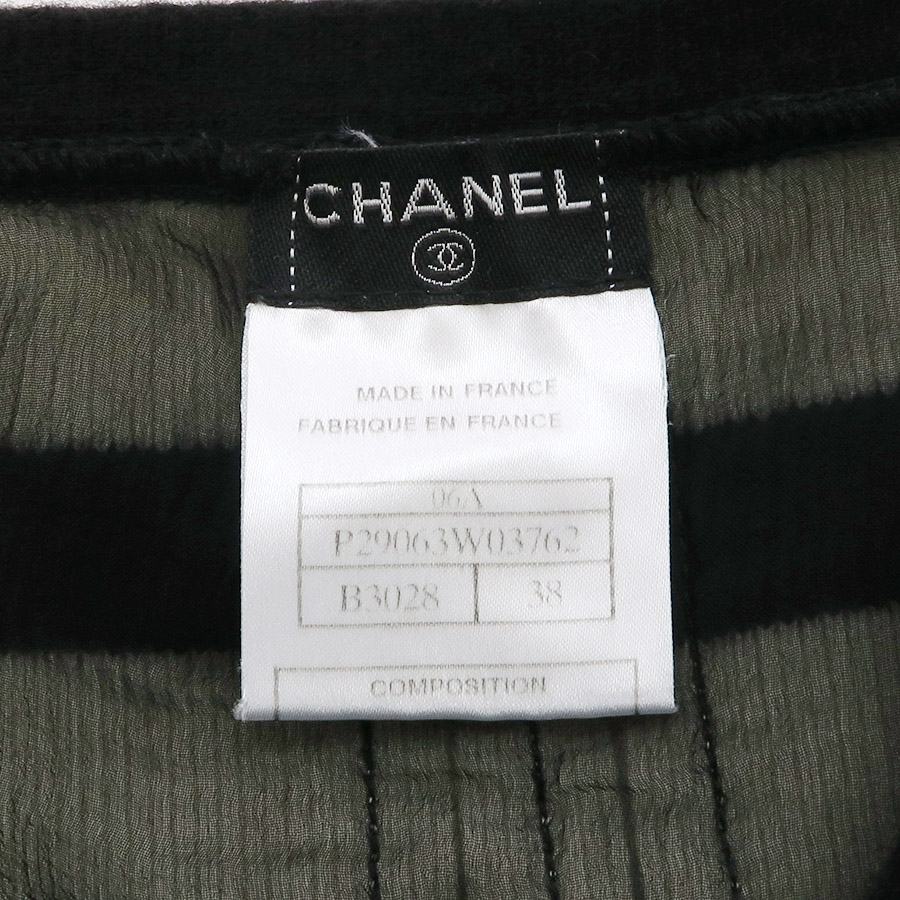 CHANEL
MADE IN FRANCE
FABRIQUE EN FRANCE
06A
P29063W03762
B3028 38
COMPOSITION